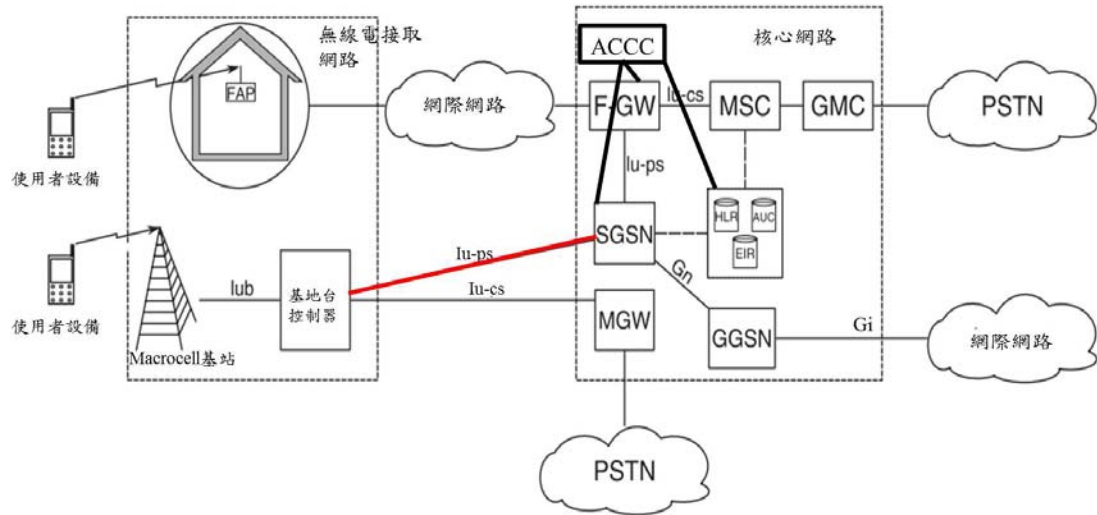 無線電接取
網路
核心網路
ACCC
FAP
使用者設備
網際網路
F-GW
Iu-cs
MSC
GMC
PSTN
Iu-ps
SGSN
HLR
AUC
EIR
使用者設備
Iub
基地台
控制器
Iu-ps
Iu-cs
Macrocell基站
MGW
Gn
GGSN
Gi
網際網路
PSTN